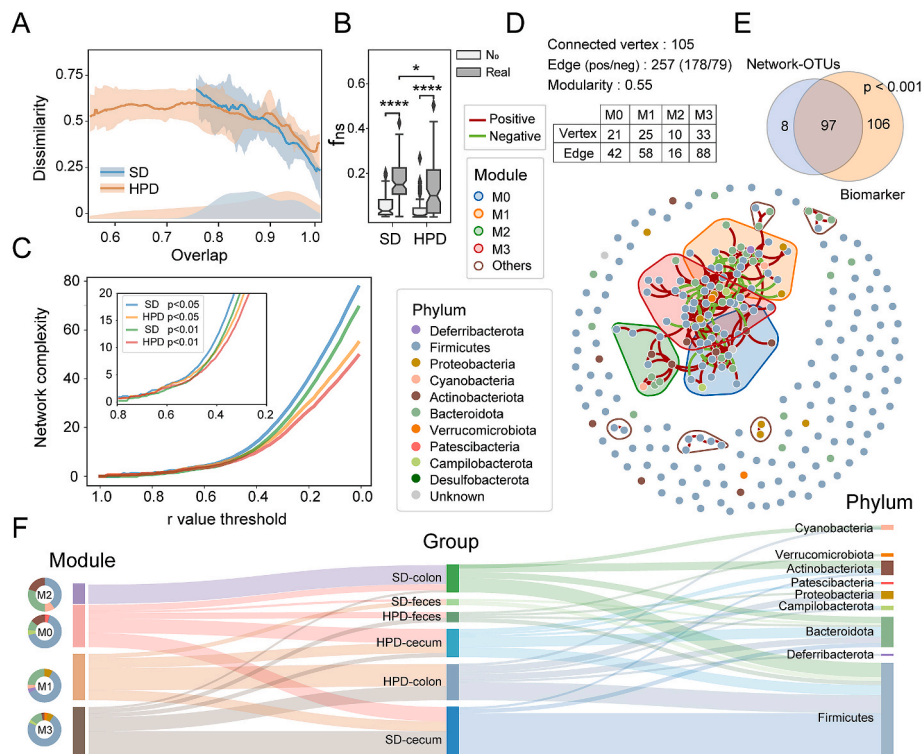 A
B
D
E
0.75
0.5
0.25
0
Dissimilarity
SD
HPD
0.6
0.7
0.8
0.9
1.0
Overlap
fns
0.6
0.4
0.2
N₀
Real
*
****
****
SD
HPD
Connected vertex : 105
Edge (pos/neg) : 257 (178/79)
Modularity : 0.55
M0 M1 M2 M3
Vertex 21 25 10 33
Edge 42 58 16 88
Positive
Negative
Module
M0
M1
M2
M3
Others
Network-OTUs
p < 0.001
8
97
106
Biomarker
C
Network complexity
80
60
40
20
0
1.0
0.8
0.6
0.4
0.2
0.0
r value threshold
20
15
10
5
0
0.8
0.6
0.4
0.2
SD p<0.05
HPD p<0.05
SD p<0.01
HPD p<0.01
Phylum
Deferribacterota
Firmicutes
Proteobacteria
Cyanobacteria
Actinobacteriota
Bacteroidota
Verrucomicrobiota
Patescibacteria
Campilobacterota
Desulfobacterota
Unknown
F
Module
Group
Phylum
M2
M0
M1
M3
SD-colon
SD-feces
HPD-feces
HPD-cecum
HPD-colon
SD-cecum
Cyanobacteria
Verrucomicrobiota
Actinobacteriota
Patescibacteria
Proteobacteria
Campilobacterota
Bacteroidota
Deferribacterota
Firmicutes